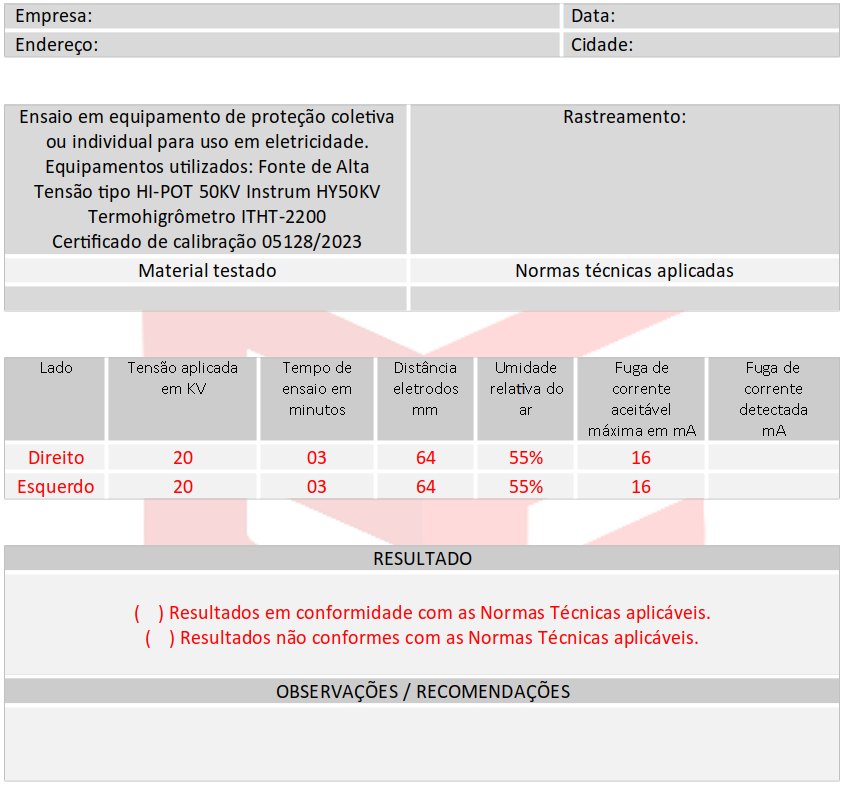 Empresa: Data:
Endereço: Cidade:
Ensaio em equipamento de proteção coletiva
ou individual para uso em eletricidade.
Equipamentos utilizados: Fonte de Alta
Tensão tipo HI-POT 50KV Instrum HY50KV
Termohigrômetro ITHT-2200
Certificado de calibração 05128/2023
Rastreamento:
Material testado Normas técnicas aplicadas
Lado
Tensão aplicada
em KV
Tempo de
ensaio em
minutos
Distância
eletrodos
mm
Umidade
relativa do
ar
Fuga de
corrente
aceitável
máxima em mA
Fuga de
corrente
detectada
mA
Direito 20 03 64 55% 16
Esquerdo 20 03 64 55% 16
RESULTADO
( ) Resultados em conformidade com as Normas Técnicas aplicáveis.
( ) Resultados não conformes com as Normas Técnicas aplicáveis.
OBSERVAÇÕES / RECOMENDAÇÕES